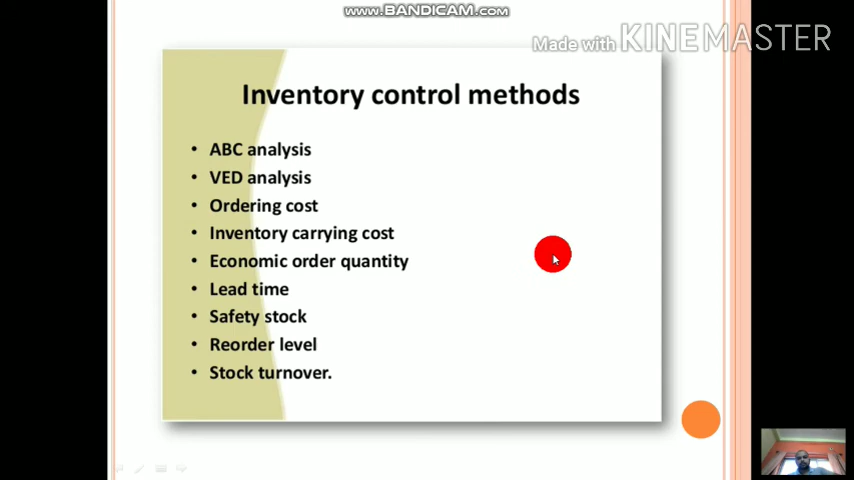 www.BANDICAM.com
Made with KINEMASTER
Inventory control methods
• ABC analysis
• VED analysis
• Ordering cost
• Inventory carrying cost
• Economic order quantity
• Lead time
• Safety stock
• Reorder level
• Stock turnover.